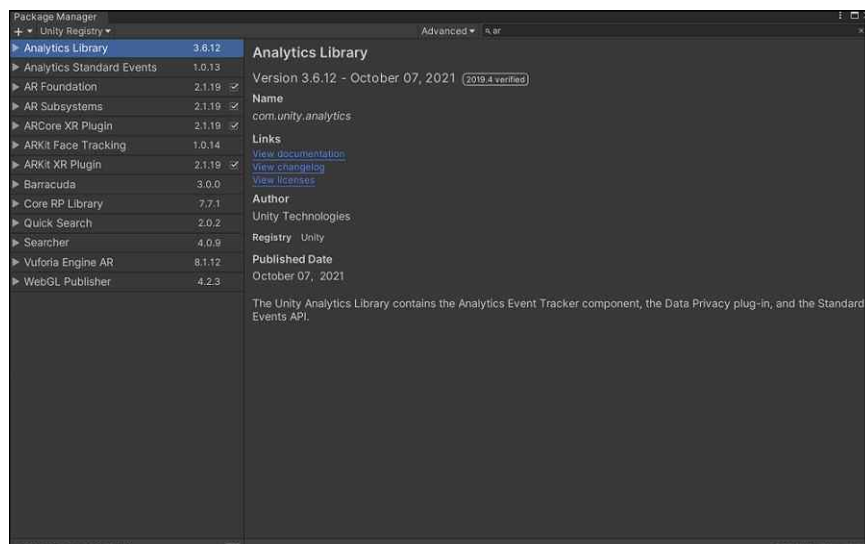 Package Manager
+ Unity Registry
Advanced
ar
Analytics Library 3.6.12
Analytics Standard Events 1.0.13
AR Foundation 2.1.19
AR Subsystems 2.1.19
ARCore XR Plugin 2.1.19
ARKit Face Tracking 1.0.14
ARKit XR Plugin 2.1.19
Barracuda 3.0.0
Core RP Library 7.7.1
Quick Search 2.0.2
Searcher 4.0.9
Vuforia Engine AR 8.1.12
WebGL Publisher 4.2.3
Analytics Library
Version 3.6.12 - October 07, 2021 2019.4 verified
Name
com.unity.analytics
Links
View documentation
View changelog
View licenses
Author
Unity Technologies
Registry Unity
Published Date
October 07, 2021
The Unity Analytics Library contains the Analytics Event Tracker component, the Data Privacy plug-in, and the Standard
Events API.